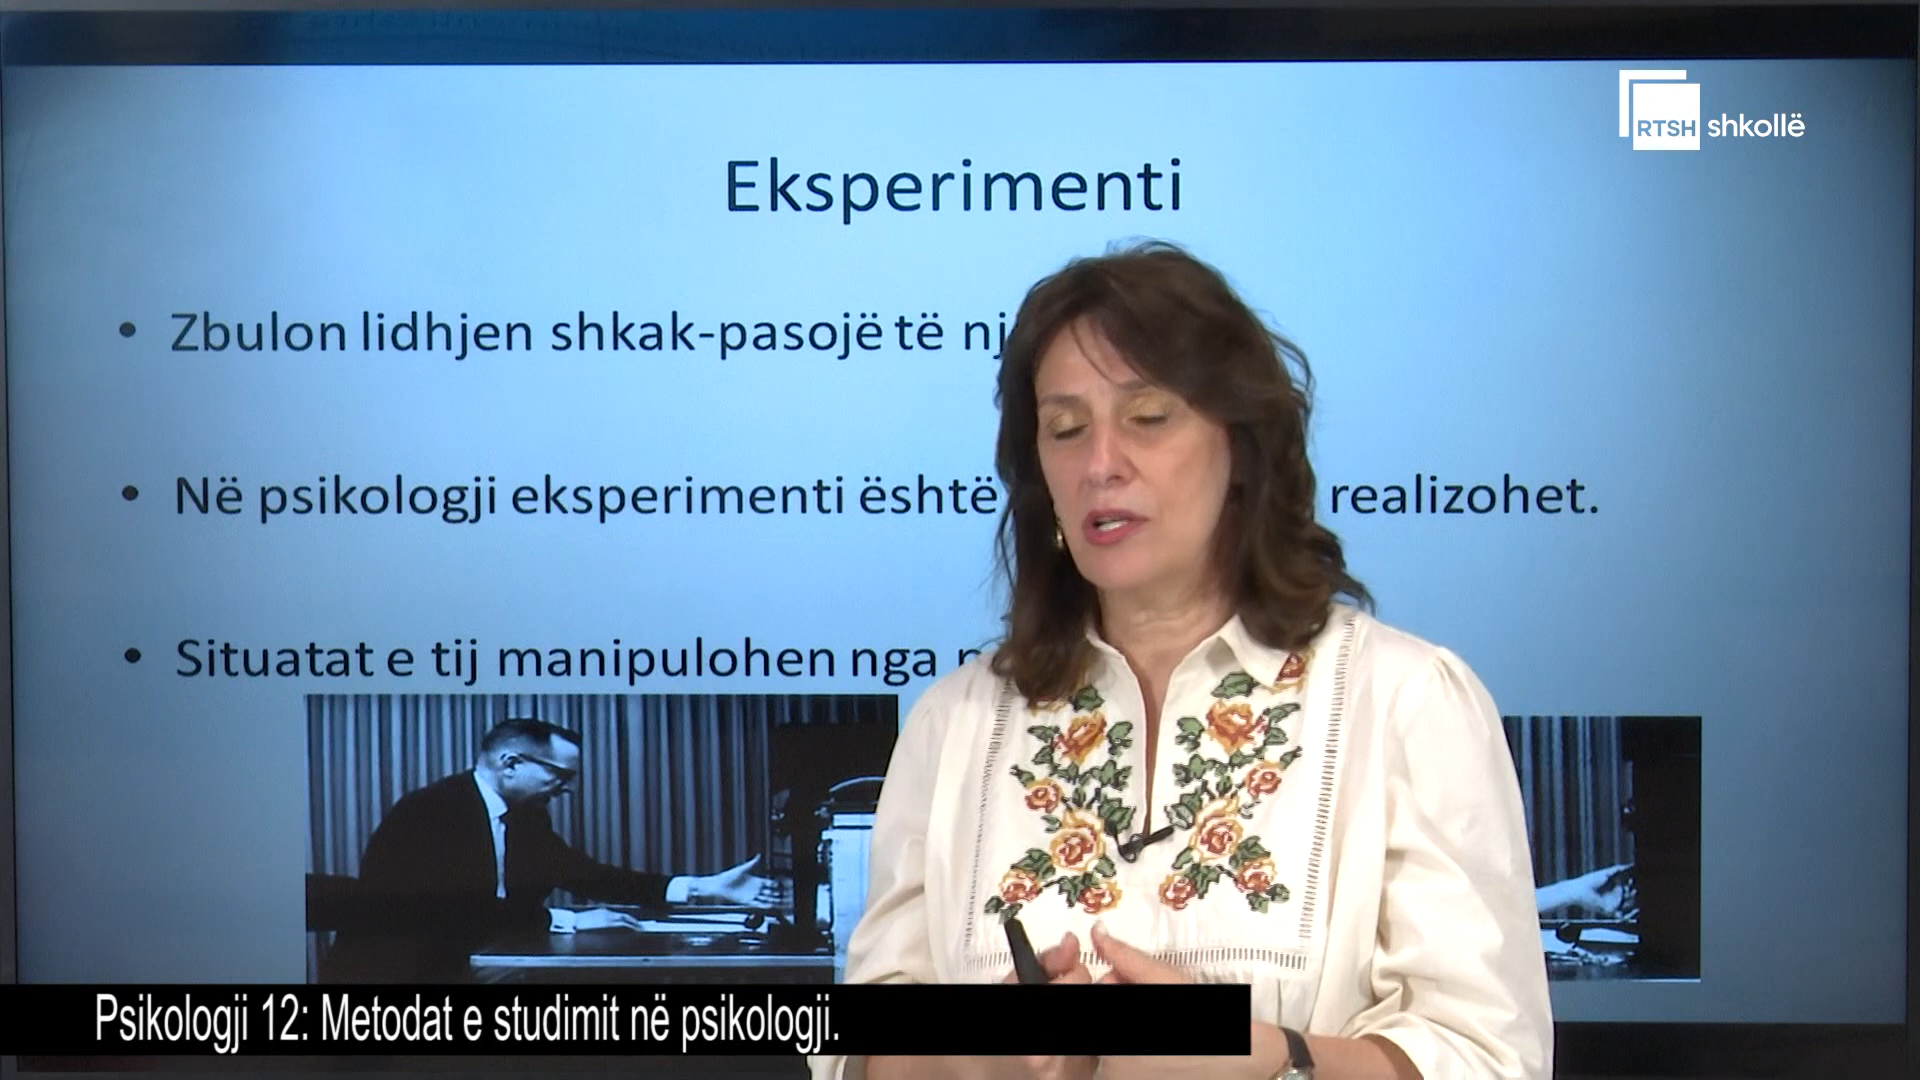 RTSH shkollë
Eksperimenti
• Zbulon lidhjen shkak-pasojë të
• Në psikologji eksperimenti është realizohet.
• Situatat e tij manipulohen nga
Psikologji 12: Metodat e studimit në psikologji.